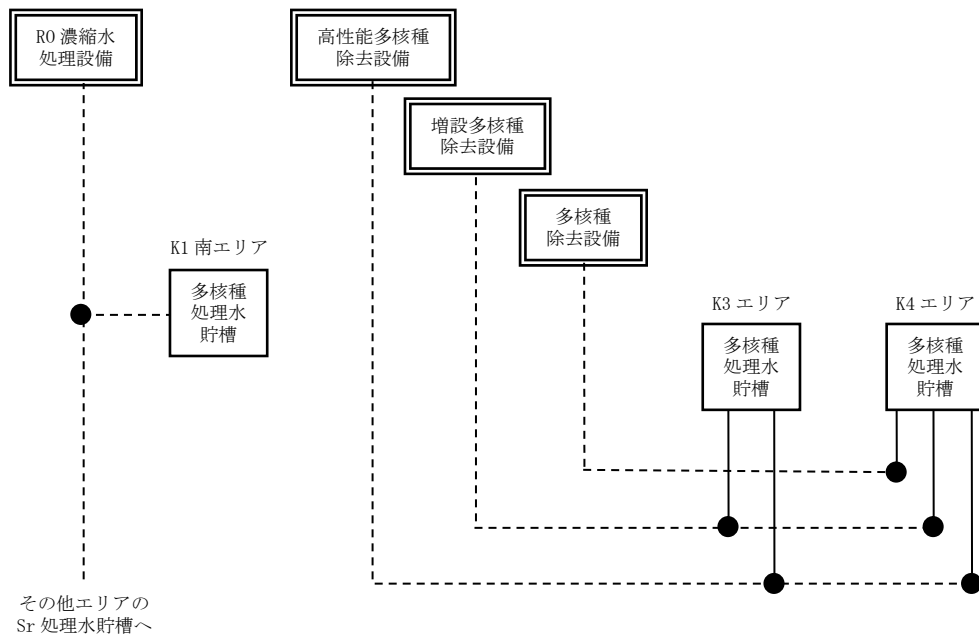 RO 濃縮水
処理設備
高性能多核種
除去設備
増設多核種
除去設備
多核種
除去設備
K1 南エリア
多核種
処理水
貯槽
K3 エリア
多核種
処理水
貯槽
K4 エリア
多核種
処理水
貯槽
その他エリアの
Sr 処理水貯槽へ